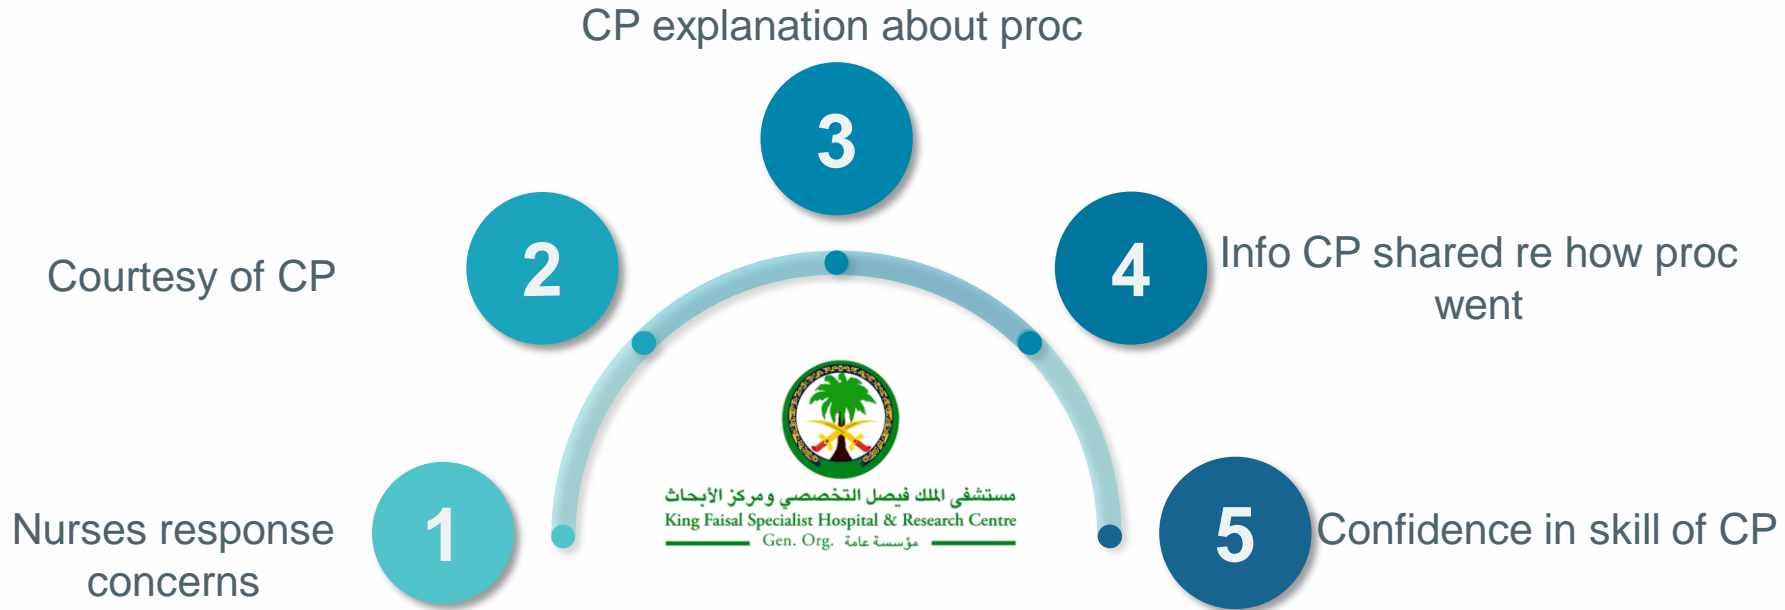 CP explanation about proc
3
2
Courtesy of CP
4
Info CP shared re how proc
went
مستشفى الملك فيصل التخصصي ومركز الأبحاث
King Faisal Specialist Hospital & Research Centre
Gen. Org. مؤسسة عامة
1
Nurses response
concerns
5
Confidence in skill of CP